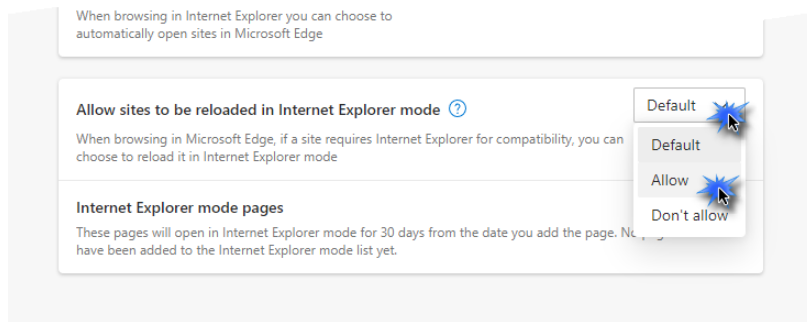 When browsing in Internet Explorer you can choose to
automatically open sites in Microsoft Edge
Allow sites to be reloaded in Internet Explorer mode ?
Default
When browsing in Microsoft Edge, if a site requires Internet Explorer for compatibility, you can
choose to reload it in Internet Explorer mode
Default
Allow
Don't allow
Internet Explorer mode pages
These pages will open in Internet Explorer mode for 30 days from the date you add the page.
have been added to the Internet Explorer mode list yet.